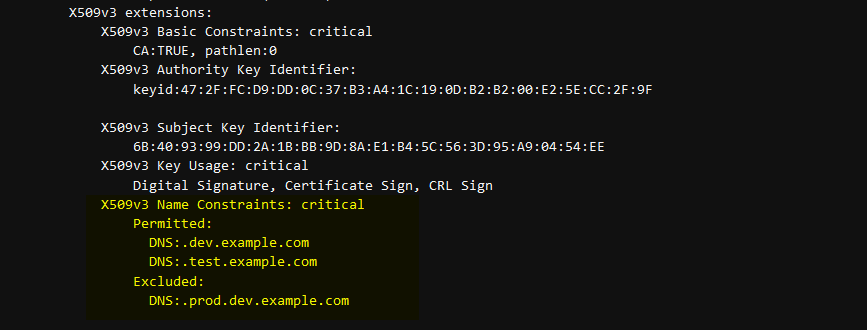 X509v3 extensions:
X509v3 Basic Constraints: critical
CA:TRUE, pathlen:0
X509v3 Authority Key Identifier:
keyid:47:2F:FC:D9:DD:0C:37:B3:A4:1C:19:0D:B2:B2:00:E2:5E:CC:2F:9F
X509v3 Subject Key Identifier:
6B:40:93:99:DD:2A:1B:BB:9D:8A:E1:B4:5C:56:3D:95:A9:04:54:EE
X509v3 Key Usage: critical
Digital Signature, Certificate Sign, CRL Sign
X509v3 Name Constraints: critical
Permitted:
DNS:.dev.example.com
DNS:.test.example.com
Excluded:
DNS:.prod.dev.example.com